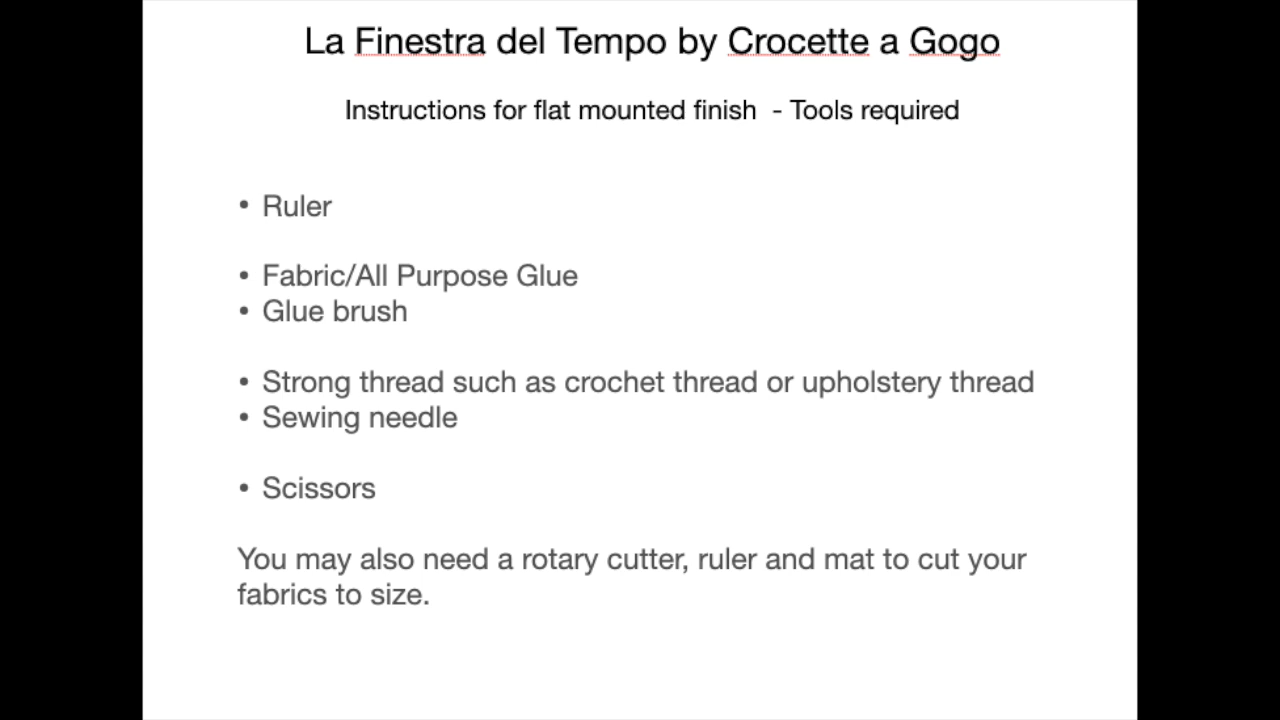 La Finestra del Tempo by Crocette a Gogo
Instructions for flat mounted finish  - Tools required
• Ruler
• Fabric/All Purpose Glue
• Glue brush
• Strong thread such as crochet thread or upholstery thread
• Sewing needle
• Scissors
You may also need a rotary cutter, ruler and mat to cut your
fabrics to size.